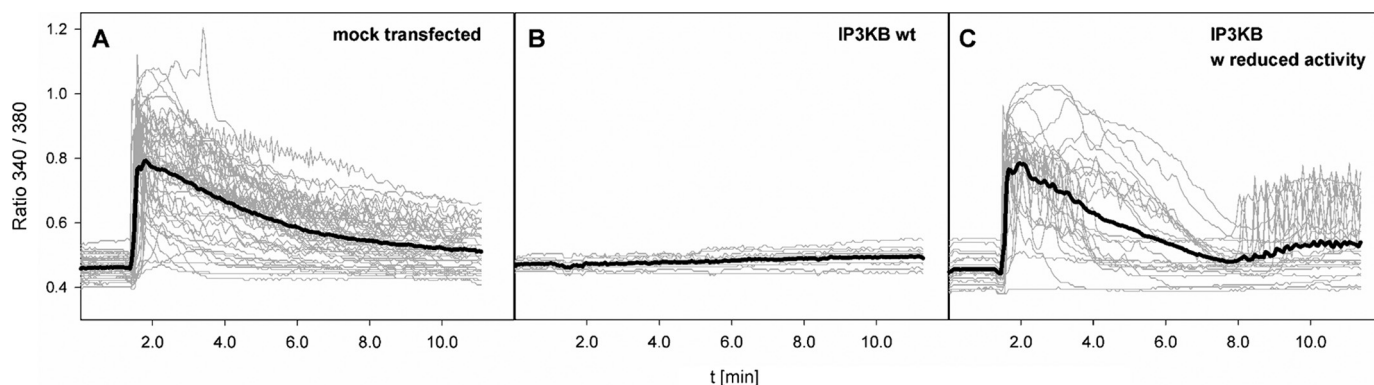 A
mock transfected
B
IP3KB wt
C
IP3KB
w reduced activity
Ratio 340 / 380
1.2
1.0
0.8
0.6
0.4
2.0 4.0 6.0 8.0 10.0
2.0 4.0 6.0 8.0 10.0
2.0 4.0 6.0 8.0 10.0
t [min]